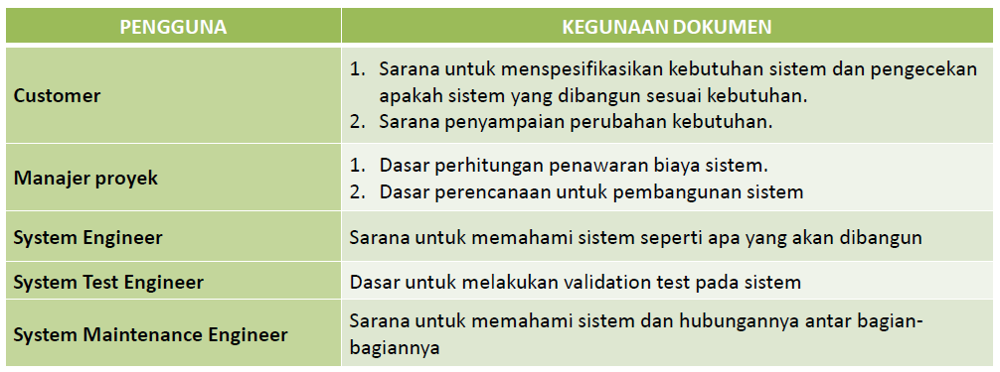 PENGGUNA KEGUNAAN DOKUMEN
Customer
1. Sarana untuk menspesifikasikan kebutuhan sistem dan pengecekan
apakah sistem yang dibangun sesuai kebutuhan.
2. Sarana penyampaian perubahan kebutuhan.
Manajer proyek
1. Dasar perhitungan penawaran biaya sistem.
2. Dasar perencanaan untuk pembangunan sistem
System Engineer
Sarana untuk memahami sistem seperti apa yang akan dibangun
System Test Engineer
Dasar untuk melakukan validation test pada sistem
System Maintenance Engineer
Sarana untuk memahami sistem dan hubungannya antar bagian-
bagiannya